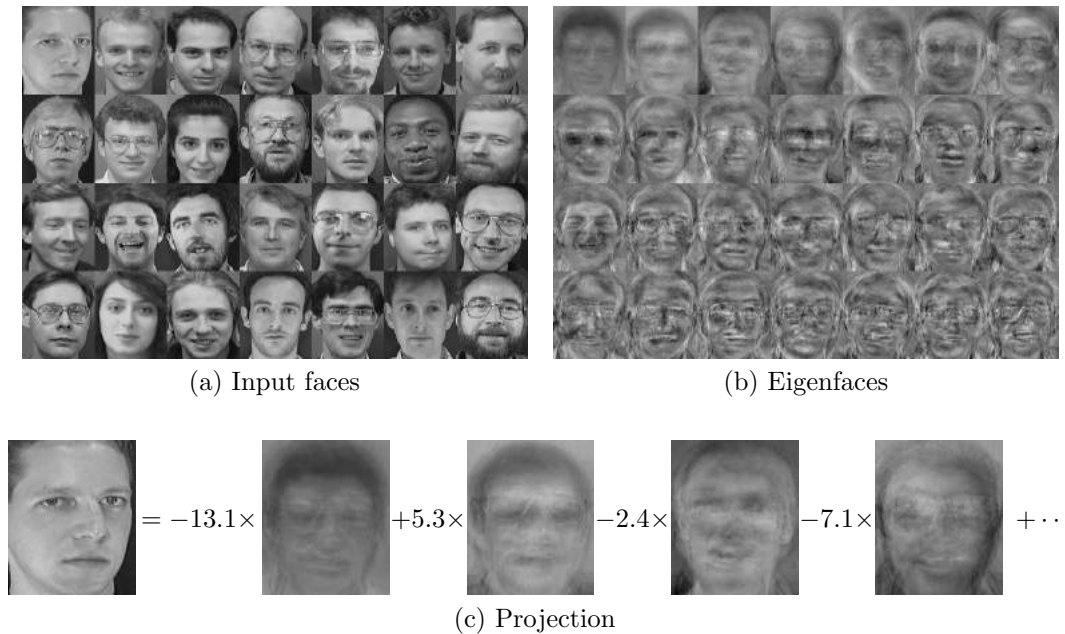 (a) Input faces
(b) Eigenfaces
= −13.1× +5.3× −2.4× −7.1× + ··
(c) Projection